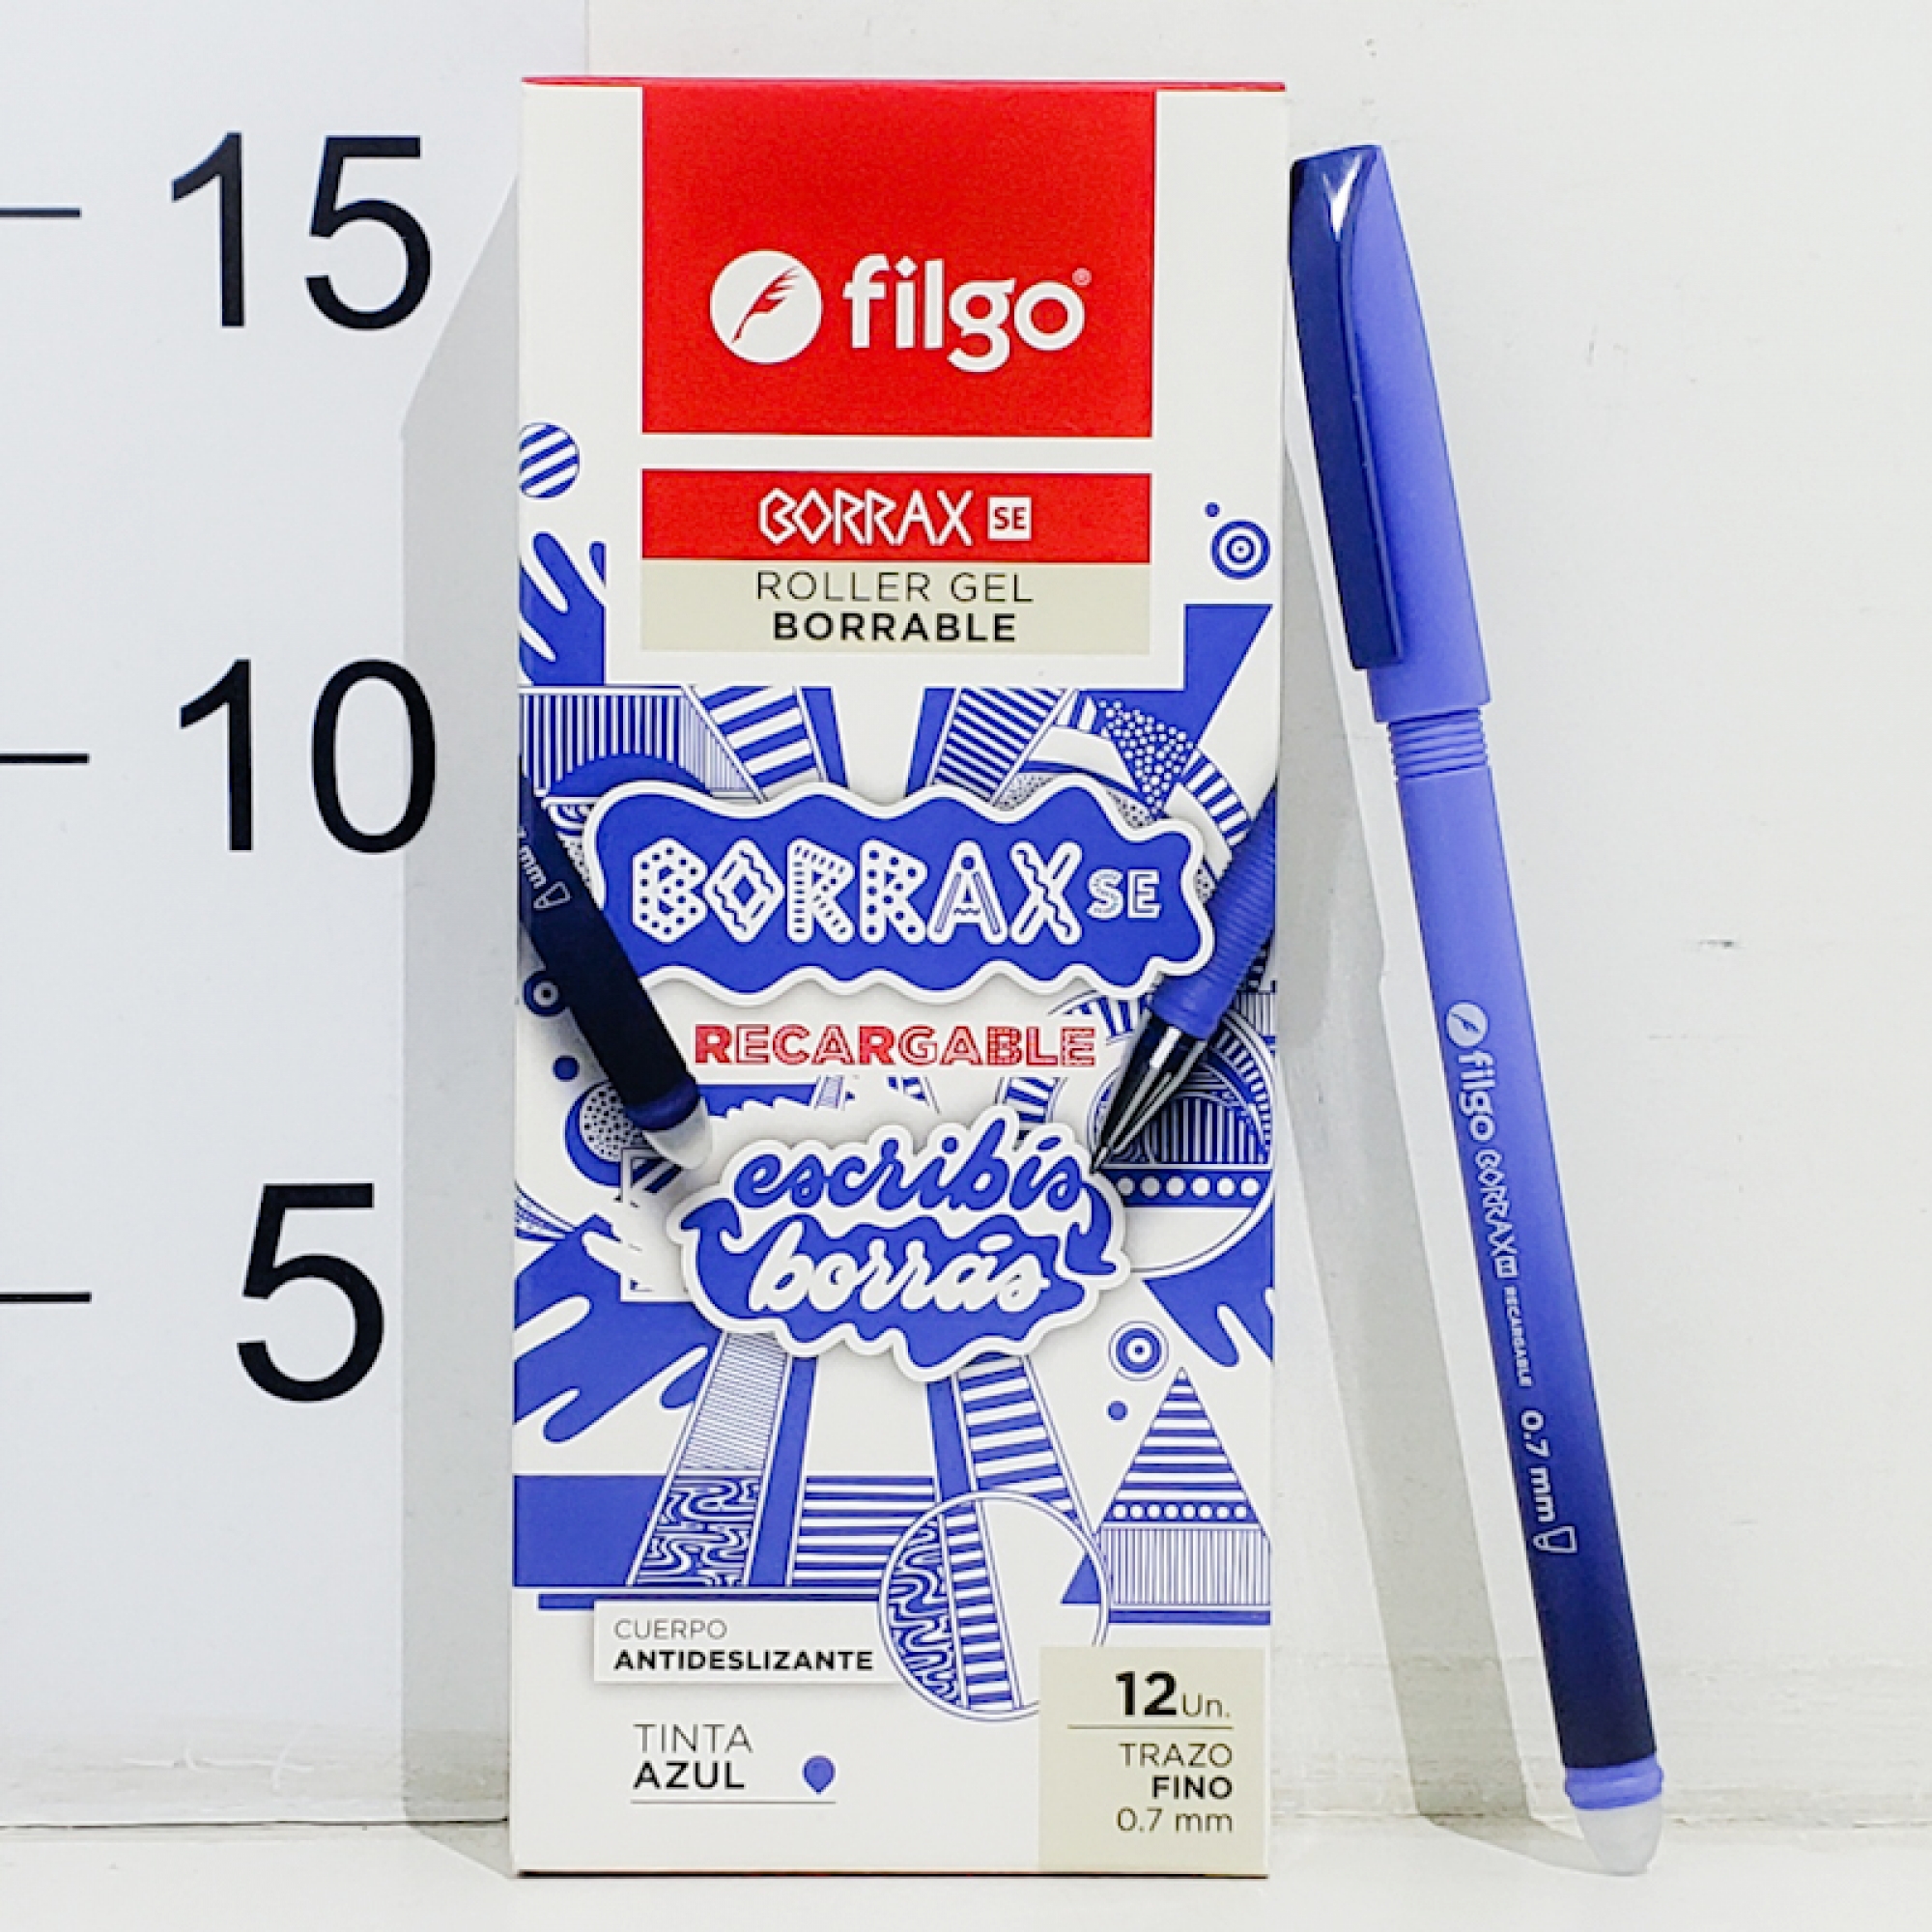 15
10
5
filgo®
BORRAX SE
ROLLER GEL
BORRABLE
mm
BORRAX SE
RECARGABLE
escribís
borrás
CUERPO
ANTIDESLIZANTE
TINTA
AZUL
12 Un.
TRAZO
FINO
0.7 mm
filgo BORRAX SE RECARGABLE 0.7 mm